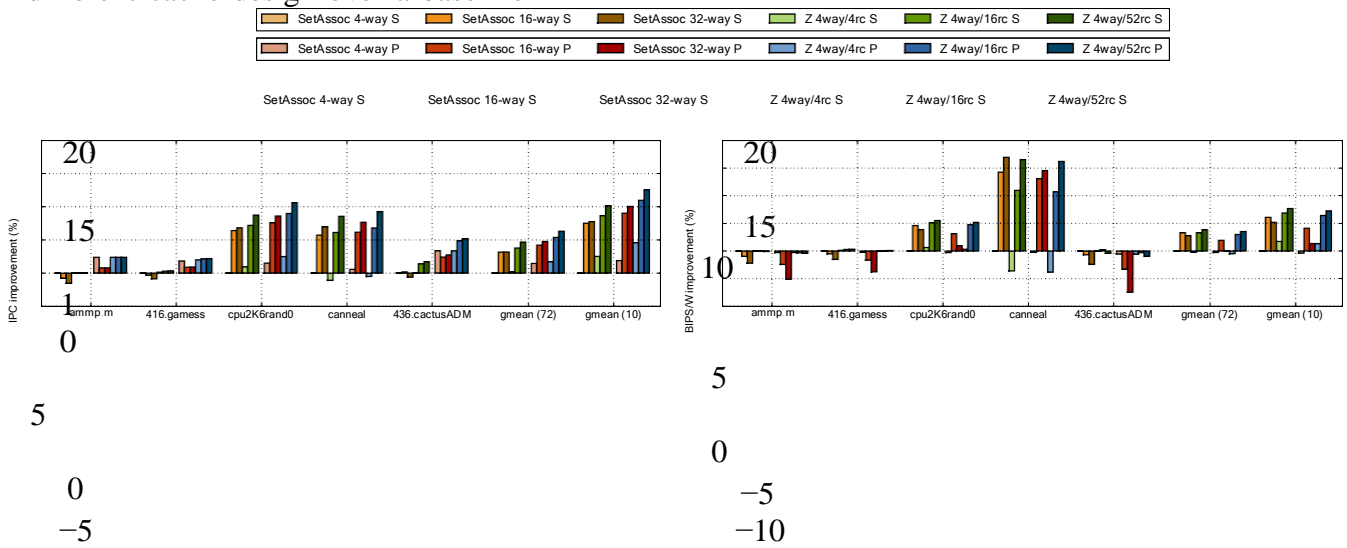 SetAssoc 4-way S SetAssoc 16-way S SetAssoc 32-way S Z 4way/4rc S Z 4way/16rc S Z 4way/52rc S
SetAssoc 4-way P SetAssoc 16-way P SetAssoc 32-way P Z 4way/4rc P Z 4way/16rc P Z 4way/52rc P
SetAssoc 4-way S SetAssoc 16-way S SetAssoc 32-way S Z 4way/4rc S Z 4way/16rc S Z 4way/52rc S
IPC improvement (%)
20
15
1
0
5
0
−5
ammp.m 416.gamess cpu2K6rand0 canneal 436.cactusADM gmean (72) gmean (10)
BIPS/W improvement (%)
20
15
10
5
0
−5
−10
ammp.m 416.gamess cpu2K6rand0 canneal 436.cactusADM gmean (72) gmean (10)